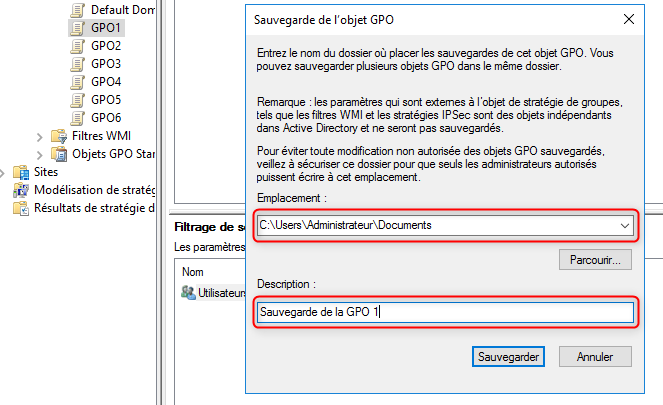 Default Dom
GPO1
GPO2
GPO3
GPO4
GPO5
GPO6
Filtres WMI
Objets GPO Star
Sites
Modélisation de stratég
Résultats de stratégie d
Filtrage de s
Les paramètres
Nom
Utilisateurs
Sauvegarde de l'objet GPO
Entrez le nom du dossier où placer les sauvegardes de cet objet GPO. Vous
pouvez sauvegarder plusieurs objets GPO dans le même dossier.
Remarque : les paramètres qui sont externes à l'objet de stratégie de groupes,
tels que les filtres WMI et les stratégies IPSec sont des objets indépendants
dans Active Directory et ne seront pas sauvegardés.
Pour éviter toute modification non autorisée des objets GPO sauvegardés,
veillez à sécuriser ce dossier pour que seuls les administrateurs autorisés
puissent écrire à cet emplacement.
Emplacement :
C:\Users\Administrateur\Documents
Parcourir...
Description :
Sauvegarde de la GPO 1
Sauvegarder
Annuler